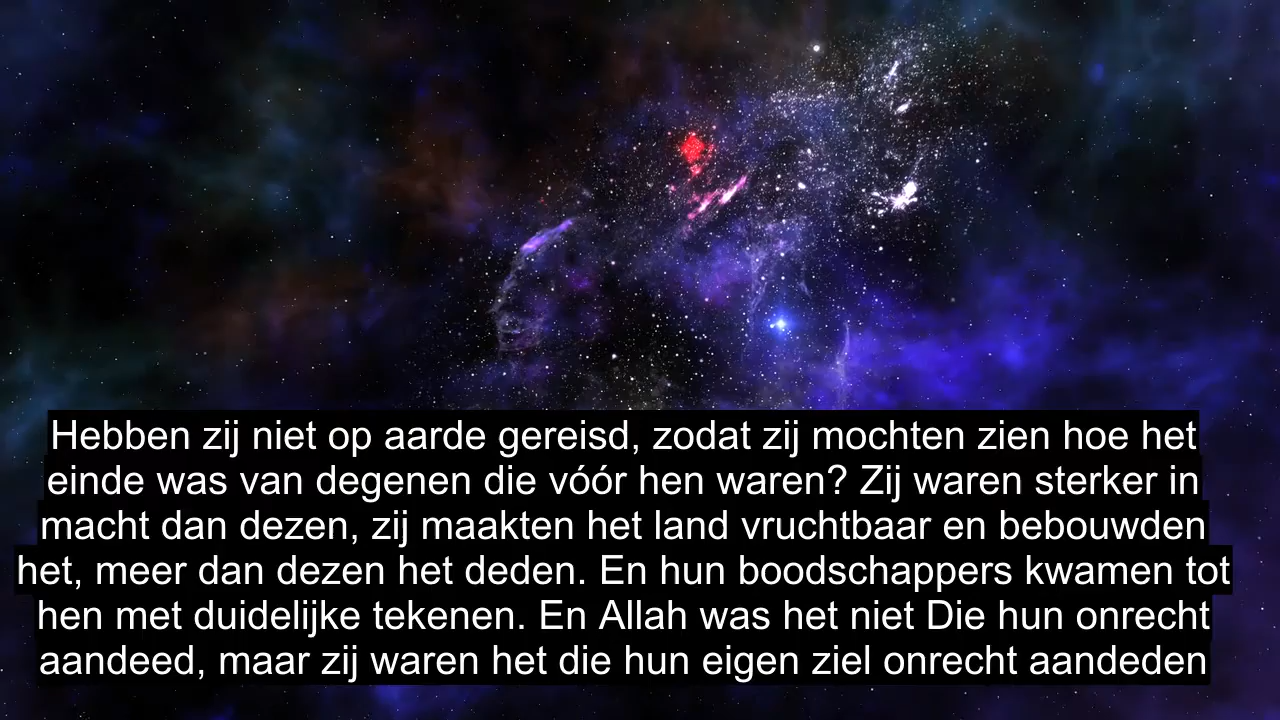 Hebben zij niet op aarde gereisd, zodat zij mochten zien hoe het
einde was van degenen die vóór hen waren? Zij waren sterker in
macht dan dezen, zij maakten het land vruchtbaar en bebouwden
het, meer dan dezen het deden. En hun boodschappers kwamen tot
hen met duidelijke tekenen. En Allah was het niet Die hun onrecht
aandeed, maar zij waren het die hun eigen ziel onrecht aandeden